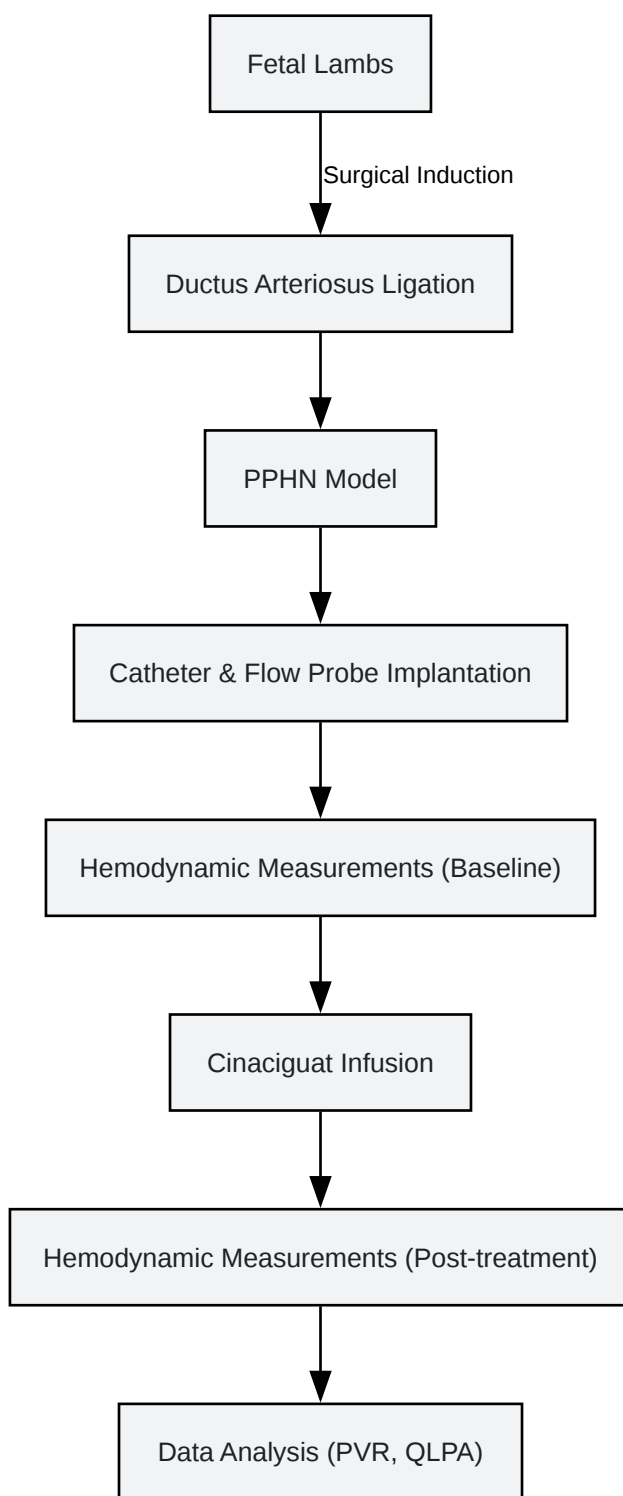 Fetal Lambs
Surgical Induction
Ductus Arteriosus Ligation
PPHN Model
Catheter & Flow Probe Implantation
Hemodynamic Measurements (Baseline)
Cinaciguat Infusion
Hemodynamic Measurements (Post-treatment)
Data Analysis (PVR, QLPA)